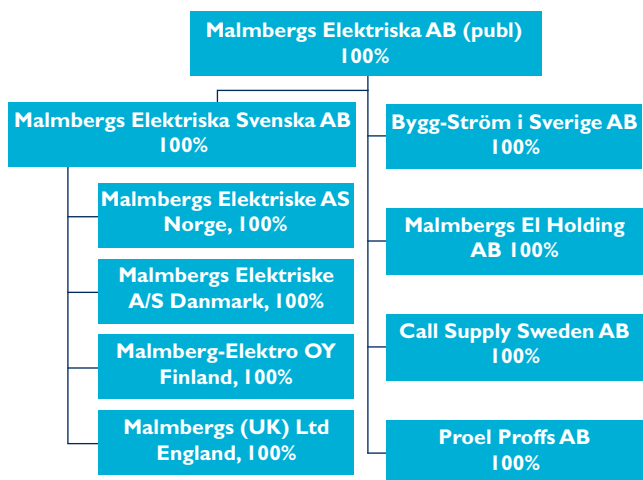 Malmbergs Elektriska AB (publ)
100%
Malmbergs Elektriska Svenska AB
100%
Malmbergs Elektriske AS
Norge, 100%
Malmbergs Elektriske
A/S Danmark, 100%
Malmberg-Elektro OY
Finland, 100%
Malmbergs (UK) Ltd
England, 100%
Bygg-Ström i Sverige AB
100%
Malmbergs El Holding
AB 100%
Call Supply Sweden AB
100%
Proel Proffs AB
100%